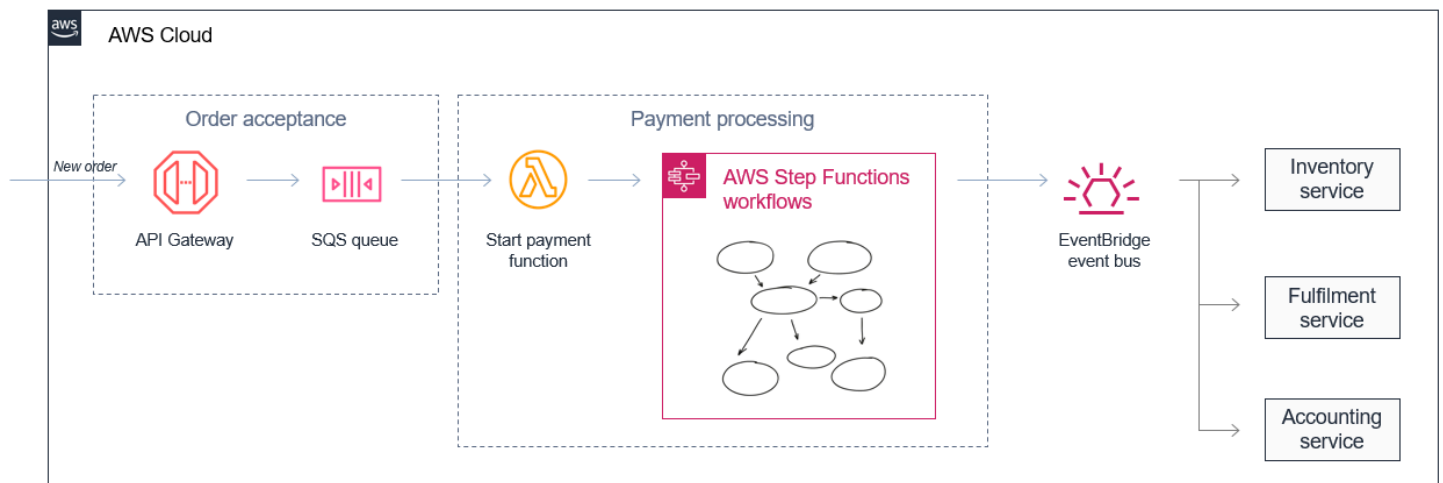 aws
AWS Cloud
Order acceptance
New order
API Gateway
SQS queue
Payment processing
Start payment
function
AWS Step Functions
workflows
EventBridge
event bus
Inventory
service
Fulfilment
service
Accounting
service